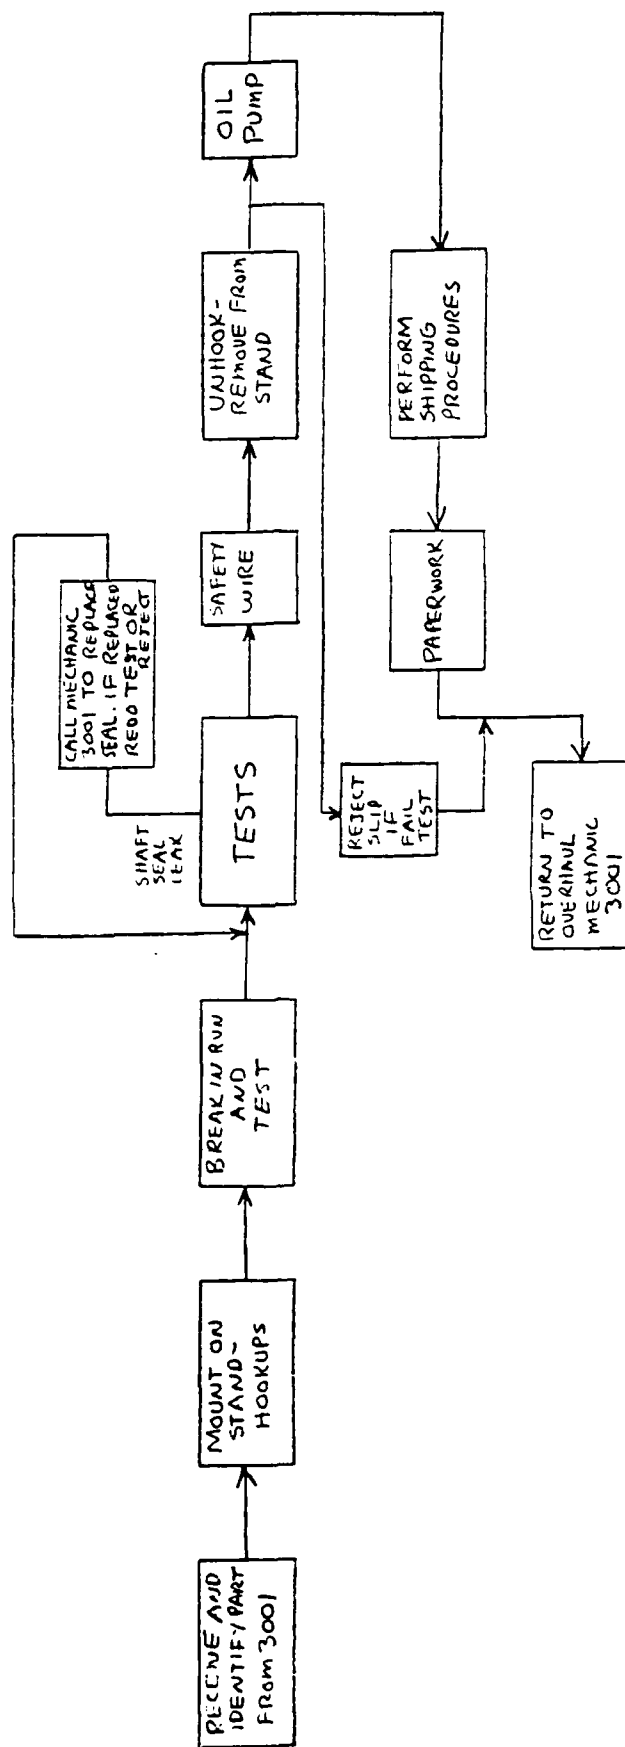 RECEIVE AND
IDENTIFY PART
FROM 3001
MOUNT ON
STAND-
HOOKUPS
BREAK IN RUN
AND
TEST
TESTS
SHAFT
SEAL
LEAK
CALL MECHANIC
3001 TO REPLACE
SEAL. IF REPLACED
REDO TEST OR
REJECT
SAFETY
WIRE
UNHOOK-
REMOVE FROM
STAND
OIL
PUMP
REJECT
SLIP
IF
FAIL
TEST
PERFORM
SHIPPING
PROCEDURES
PAPERWORK
RETURN TO
OVERHAUL
MECHANIC
3001